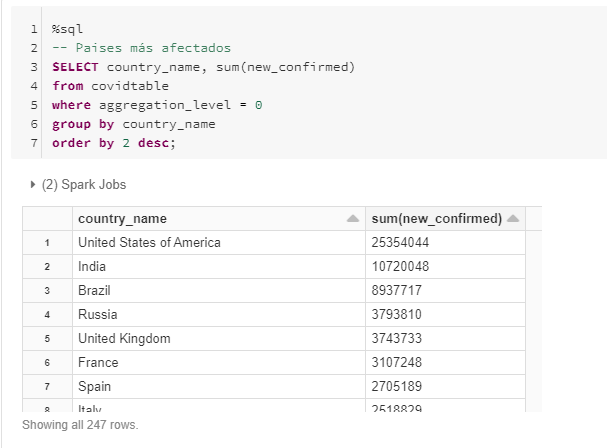 1 %sql
2 -- Paises más afectados
3 SELECT country_name, sum(new_confirmed)
4 from covidtable
5 where aggregation_level = 0
6 group by country_name
7 order by 2 desc;
(2) Spark Jobs
country_name sum(new_confirmed)
1 United States of America 25354044
2 India 10720048
3 Brazil 8937717
4 Russia 3793810
5 United Kingdom 3743733
6 France 3107248
7 Spain 2705189
8 Italy 2518829
Showing all 247 rows.